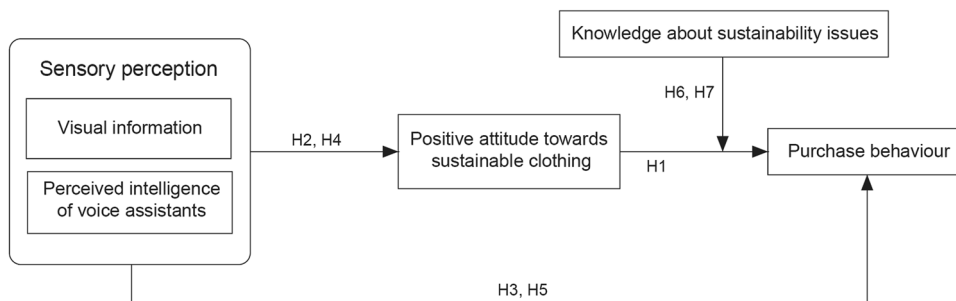 Knowledge about sustainability issues
Sensory perception
Visual information
Perceived intelligence
of voice assistants
H2, H4
Positive attitude towards
sustainable clothing
H6, H7
H1
Purchase behaviour
H3, H5